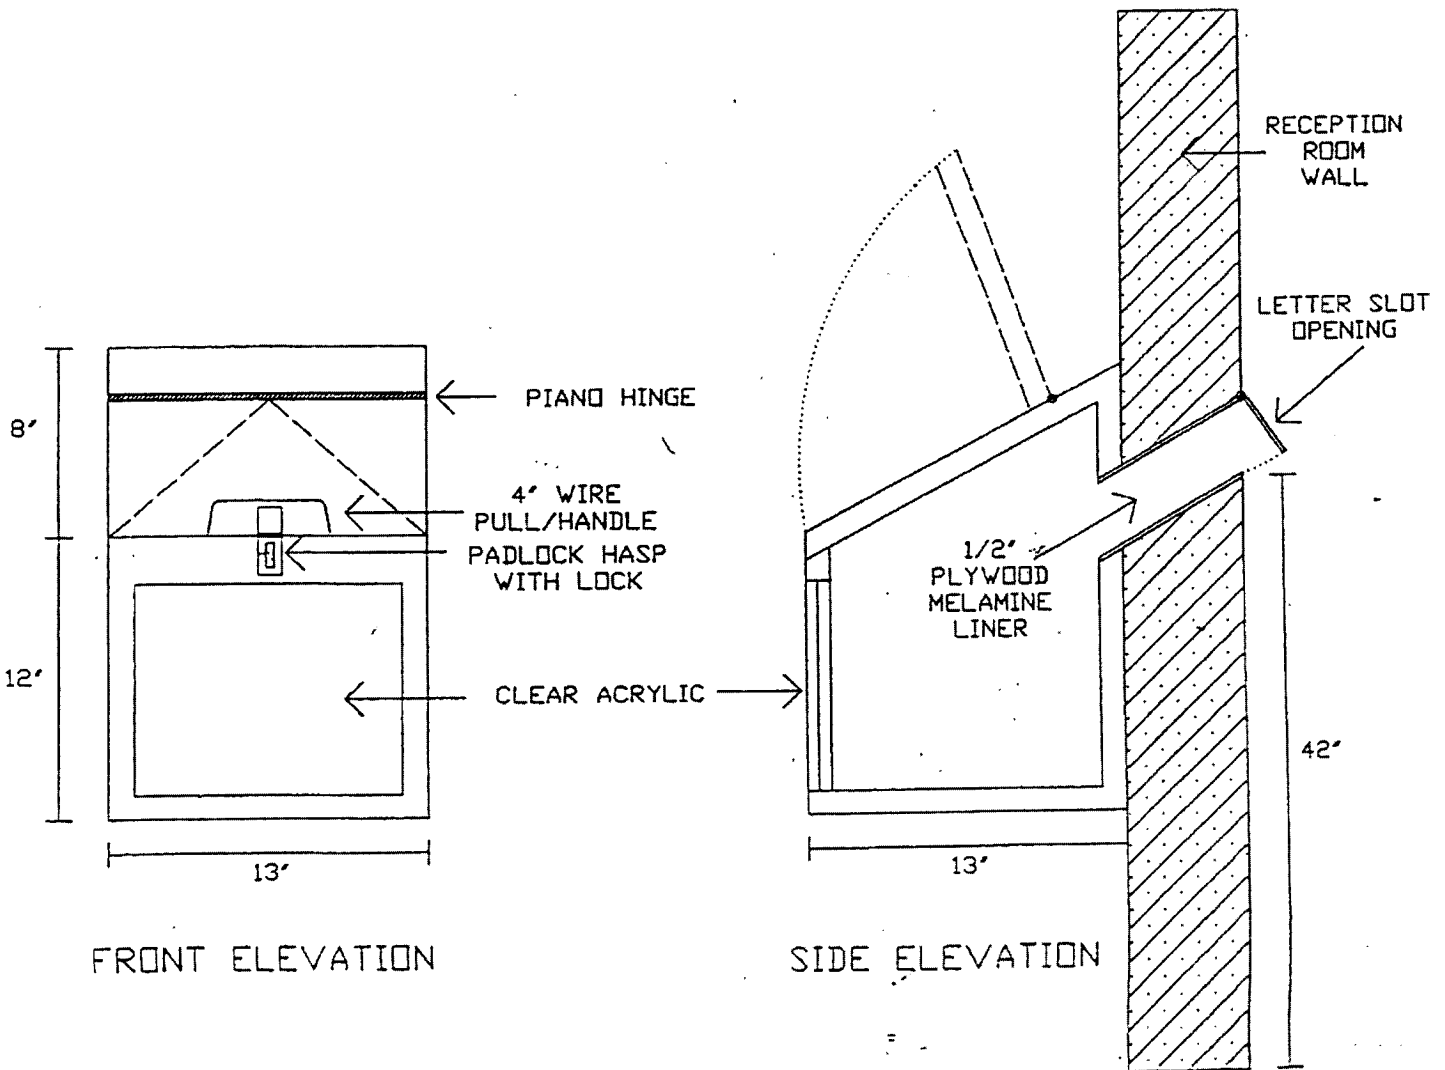 RECEPTION
ROOM
WALL
LETTER SLOT
OPENING
PIANO HINGE
8"
4" WIRE
PULL/HANDLE
PADLOCK HASP
WITH LOCK
1/2"
PLYWOOD
MELAMINE
LINER
12"
CLEAR ACRYLIC
42"
13"
13"
FRONT ELEVATION
SIDE ELEVATION